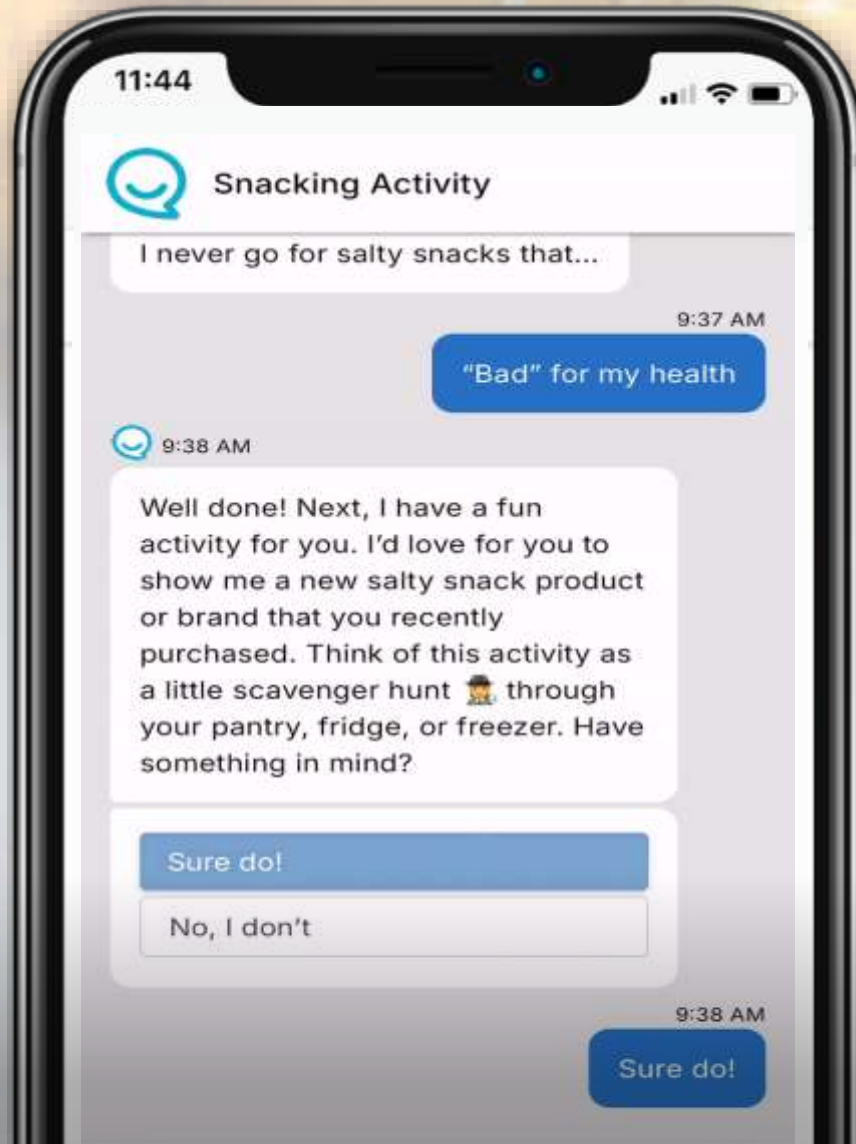 11:44
Snacking Activity
I never go for salty snacks that...
9:37 AM
“Bad” for my health
9:38 AM
Well done! Next, I have a fun
activity for you. I’d love for you to
show me a new salty snack product
or brand that you recently
purchased. Think of this activity as
a little scavenger hunt 🕵 through
your pantry, fridge, or freezer. Have
something in mind?
Sure do!
No, I don’t
9:38 AM
Sure do!